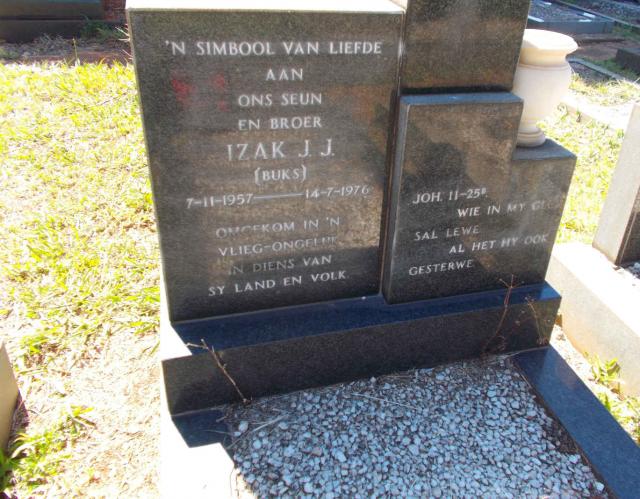 'N SIMBOOL VAN LIEFDE
AAN
ONS SEUN
EN BROER
IZAK J. J.
(BUKS)
7-11-1957 — 14-7-1976
OMGEKOM IN 'N
VLIEG-ONGELUK
IN DIENS VAN
SY LAND EN VOLK.
JOH. 11-25B
WIE IN MY
SAL LEWE
AL HET HY OOK
GESTERWE.